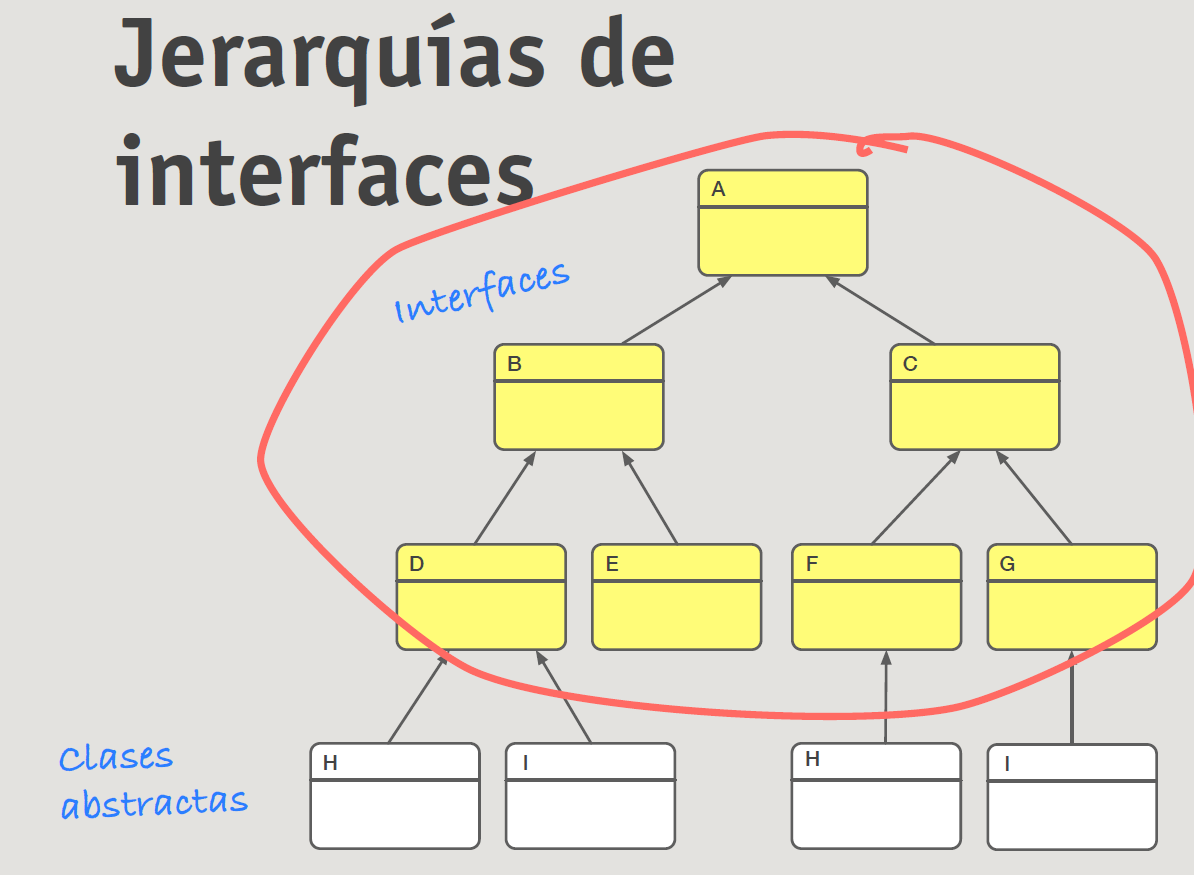 Jerarquías de
interfaces
A
Interfaces
B
C
D
E
F
G
Clases
abstractas
H
I
H
I